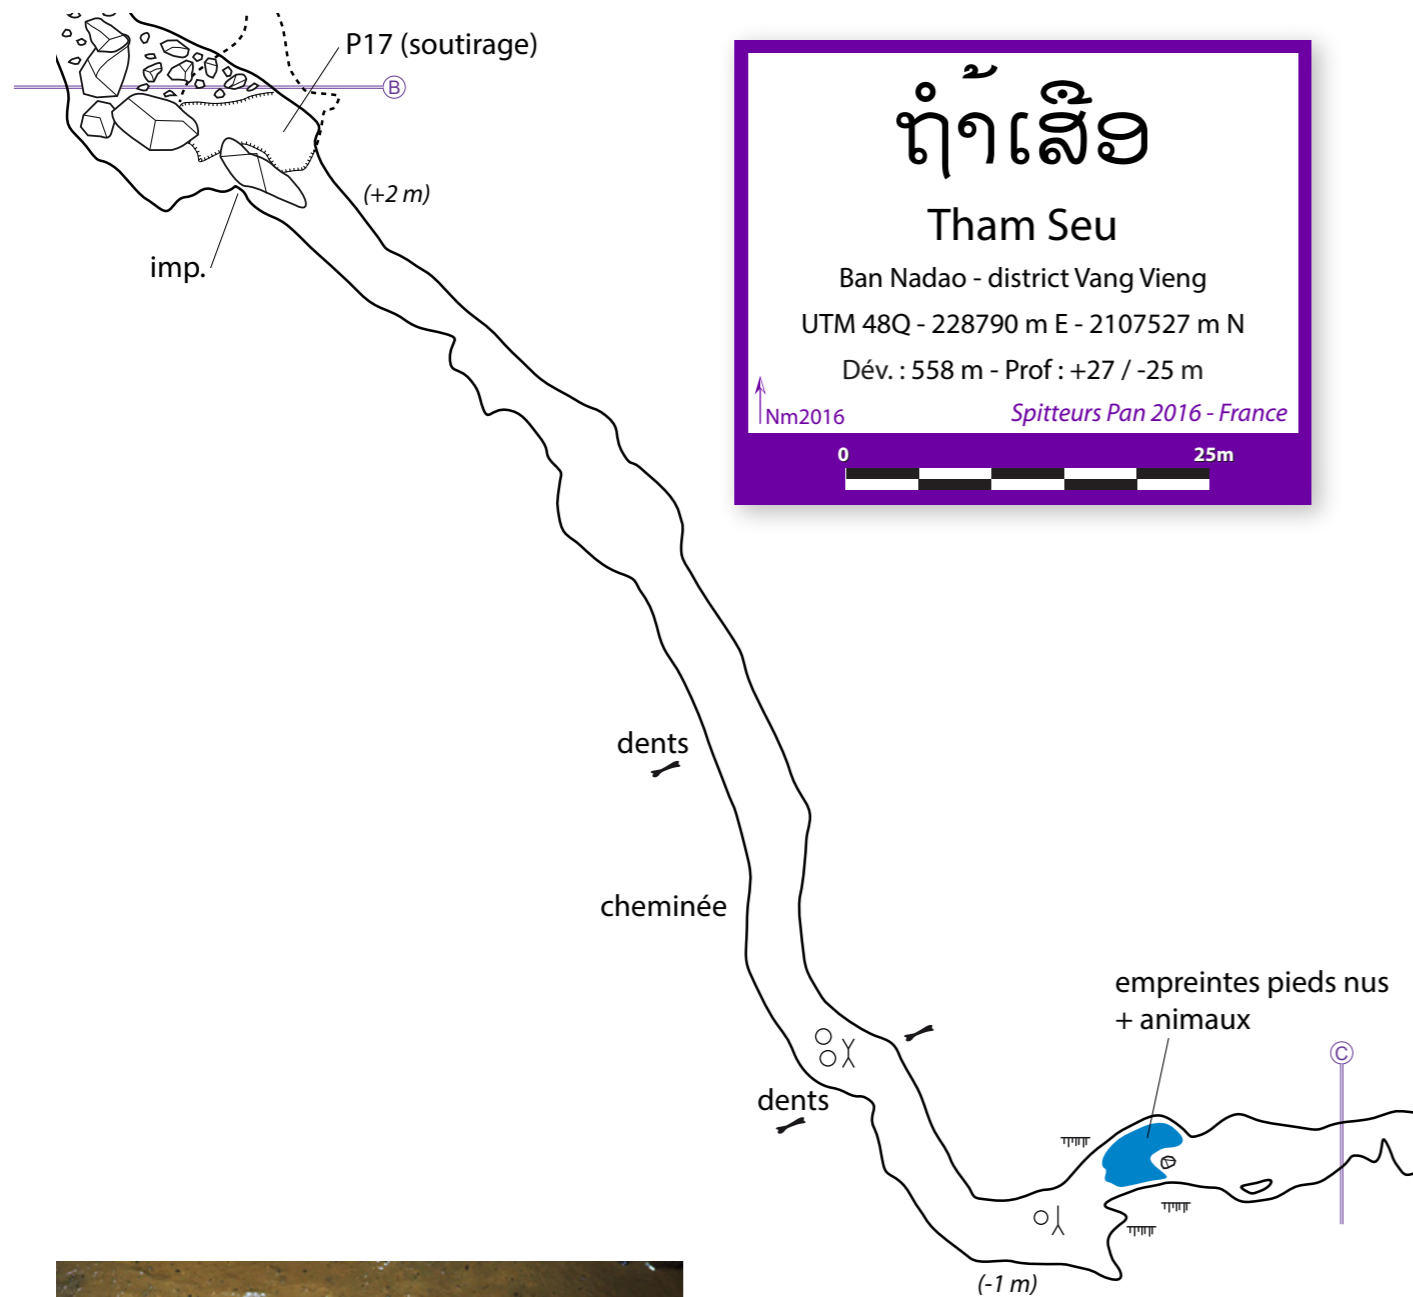 P17 (soutirage)
B
(+2 m)
imp.
ຖ້ຳເສືອ
Tham Seu
Ban Nadao - district Vang Vieng
UTM 48Q - 228790 m E - 2107527 m N
Dév. : 558 m - Prof : +27 / -25 m
Nm2016
Spitteurs Pan 2016 - France
0 25m
dents
cheminée
empreintes pieds nus
+ animaux
C
dents
(-1 m)